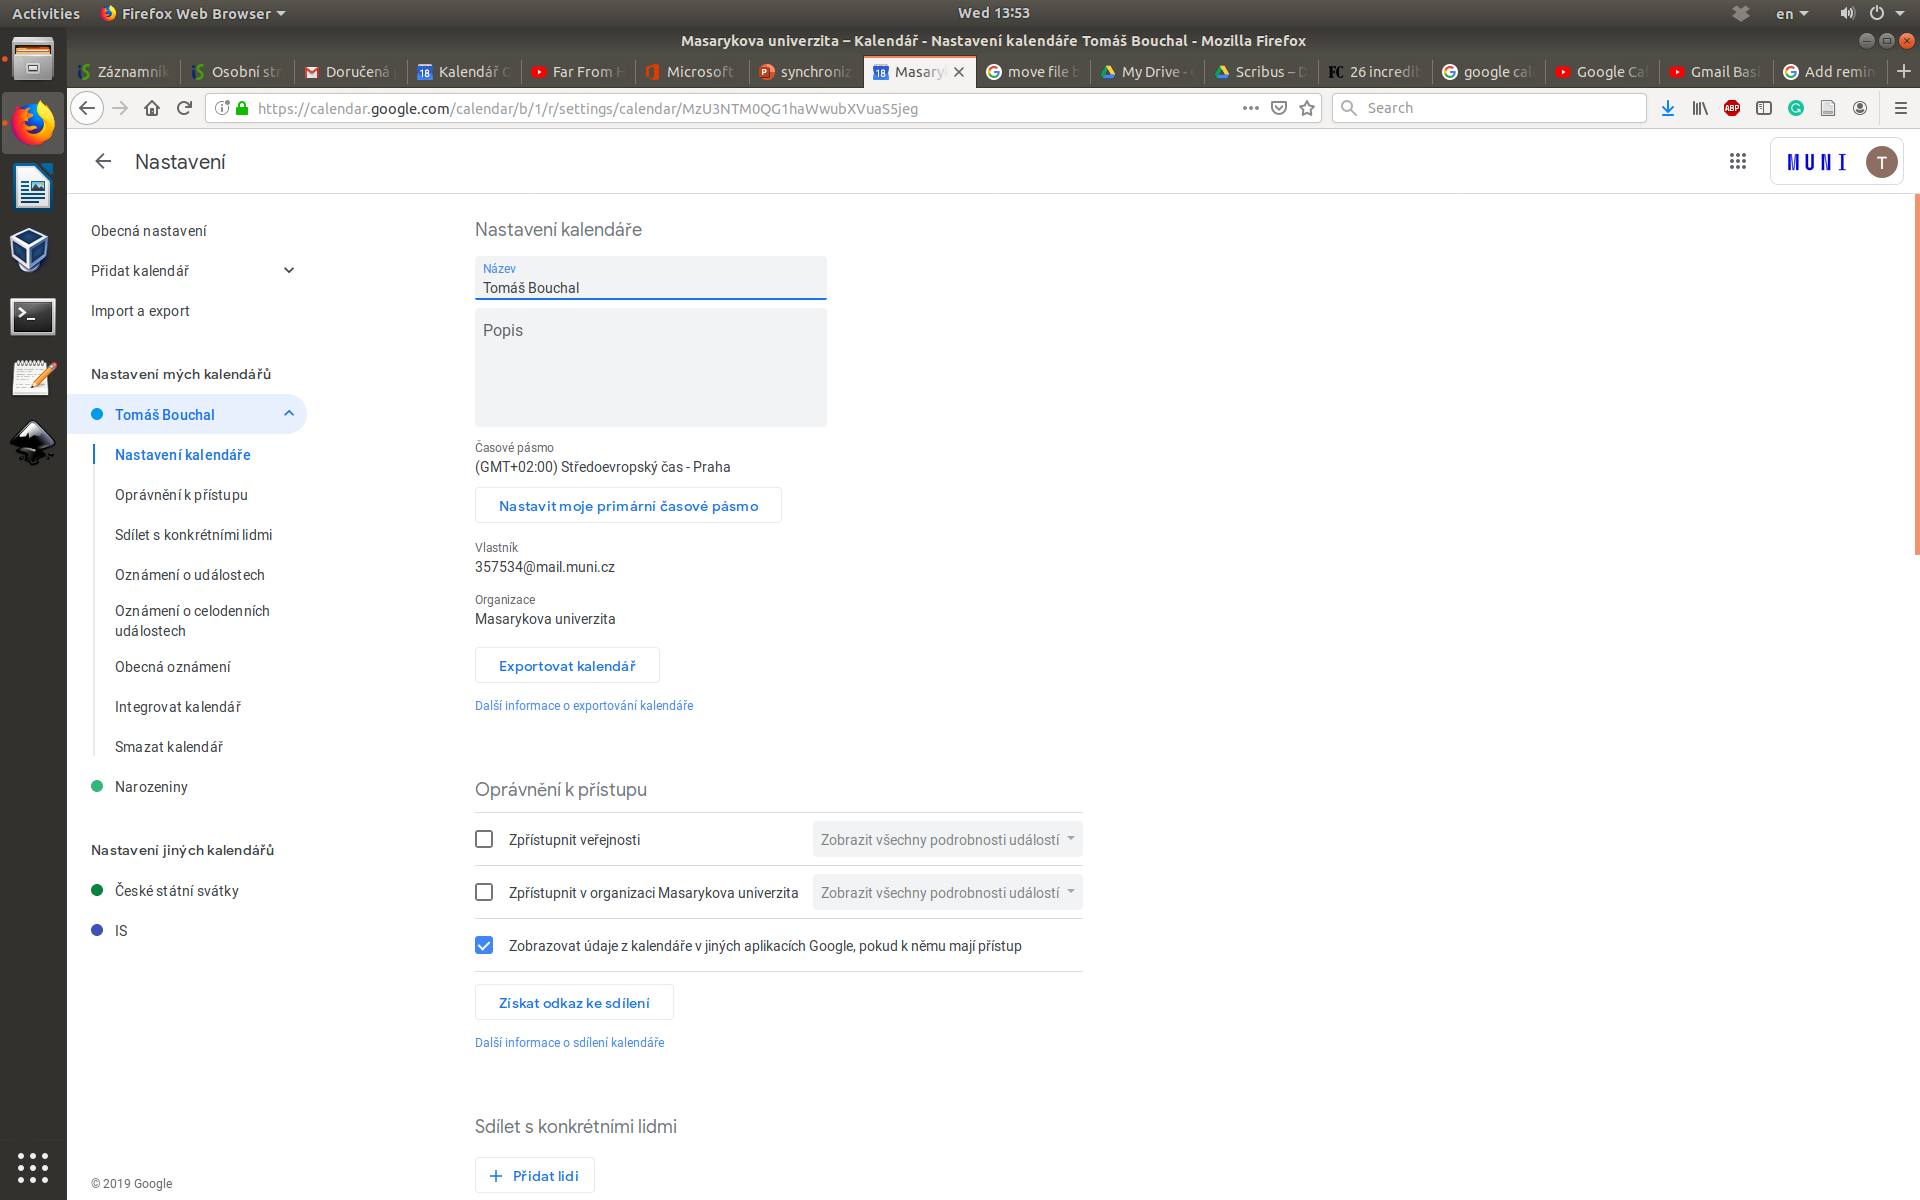 Activities Firefox Web Browser Wed 13:53 en
Masarykova univerzita – Kalendář - Nastavení kalendáře Tomáš Bouchal - Mozilla Firefox
Záznamník Osobní str Doručená Kalendář Far From Microsoft synchroniz Masary move file My Drive - Scribus – 26 incredib google cal Google Ca Gmail Bas Add remin
https://calendar.google.com/calendar/b/1/r/settings/calendar/MzU3NTM0QG1haWwubXVuaS5jeg Search
Nastavení MUNI T
Obecná nastavení
Přidat kalendář
Import a export
Nastavení mých kalendářů
Tomáš Bouchal
Nastavení kalendáře
Oprávnění k přístupu
Sdílet s konkrétními lidmi
Oznámení o událostech
Oznámení o celodenních
událostech
Obecná oznámení
Integrovat kalendář
Smazat kalendář
Narozeniny
Nastavení jiných kalendářů
České státní svátky
IS
© 2019 Google
Nastavení kalendáře
Název
Tomáš Bouchal
Popis
Časové pásmo
(GMT+02:00) Středoevropský čas - Praha
Nastavit moje primární časové pásmo
Vlastník
357534@mail.muni.cz
Organizace
Masarykova univerzita
Exportovat kalendář
Další informace o exportování kalendáře
Oprávnění k přístupu
Zpřístupnit veřejnosti Zobrazit všechny podrobnosti událostí
Zpřístupnit v organizaci Masarykova univerzita Zobrazit všechny podrobnosti událostí
Zobrazovat údaje z kalendáře v jiných aplikacích Google, pokud k němu mají přístup
Získat odkaz ke sdílení
Další informace o sdílení kalendáře
Sdílet s konkrétními lidmi
+ Přidat lidi